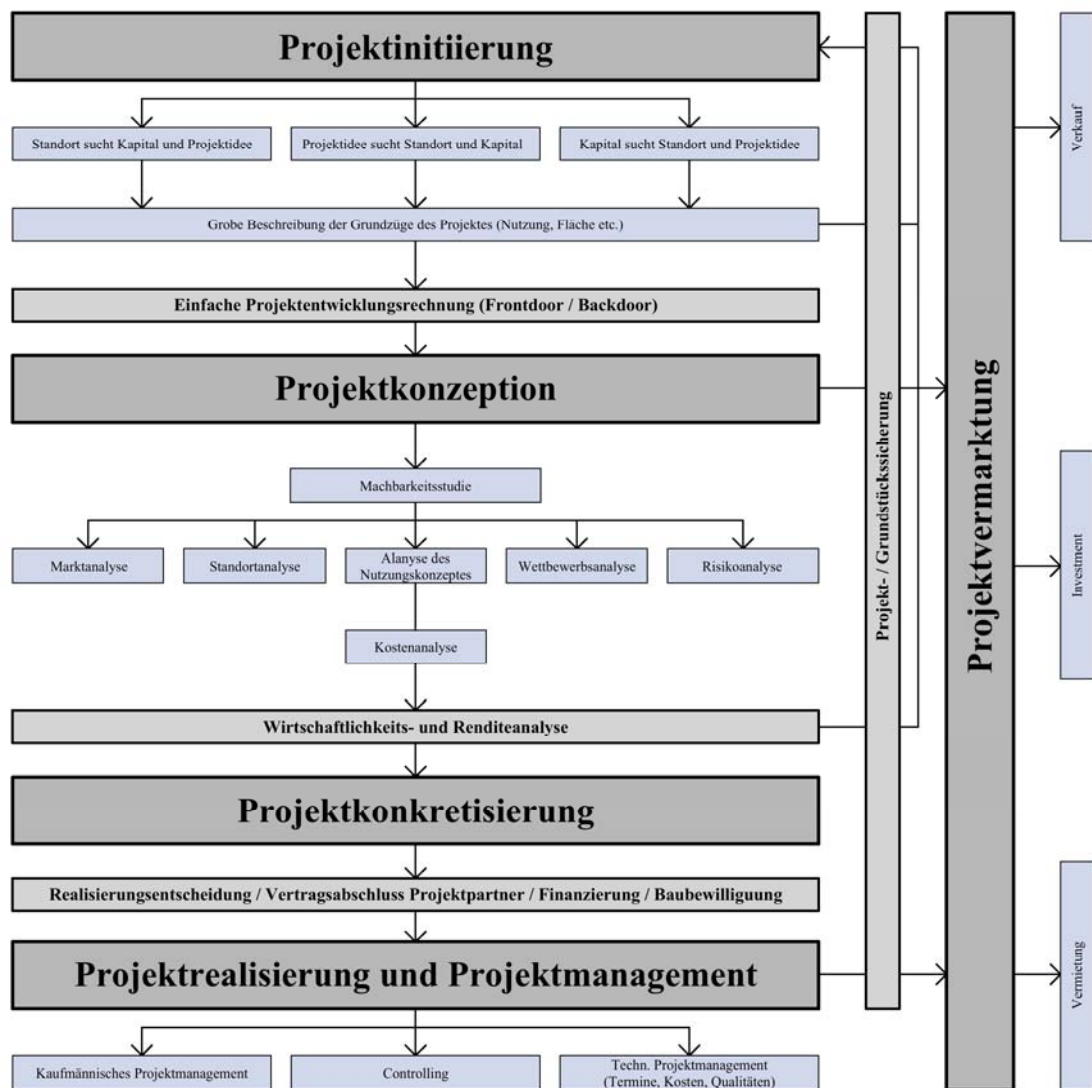 Projektinitiierung
Standort sucht Kapital und Projektidee
Projektidee sucht Standort und Kapital
Kapital sucht Standort und Projektidee
Grobe Beschreibung der Grundzüge des Projektes (Nutzung, Fläche etc.)
Einfache Projektentwicklungsrechnung (Frontdoor / Backdoor)
Projektkonzeption
Machbarkeitsstudie
Marktanalyse
Standortanalyse
Alanyse des
Nutzungskonzeptes
Wettbewerbsanalyse
Risikoanalyse
Kostenanalyse
Wirtschaftlichkeits- und Renditeanalyse
Projektkonkretisierung
Realisierungsentscheidung / Vertragsabschluss Projektpartner / Finanzierung / Baubewilliguung
Projektrealisierung und Projektmanagement
Kaufmännisches Projektmanagement
Controlling
Techn. Projektmanagement
(Termine, Kosten, Qualitäten)
Projekt- / Grundstückssicherung
Projektvermarktung
Verkauf
Investment
Vermietung